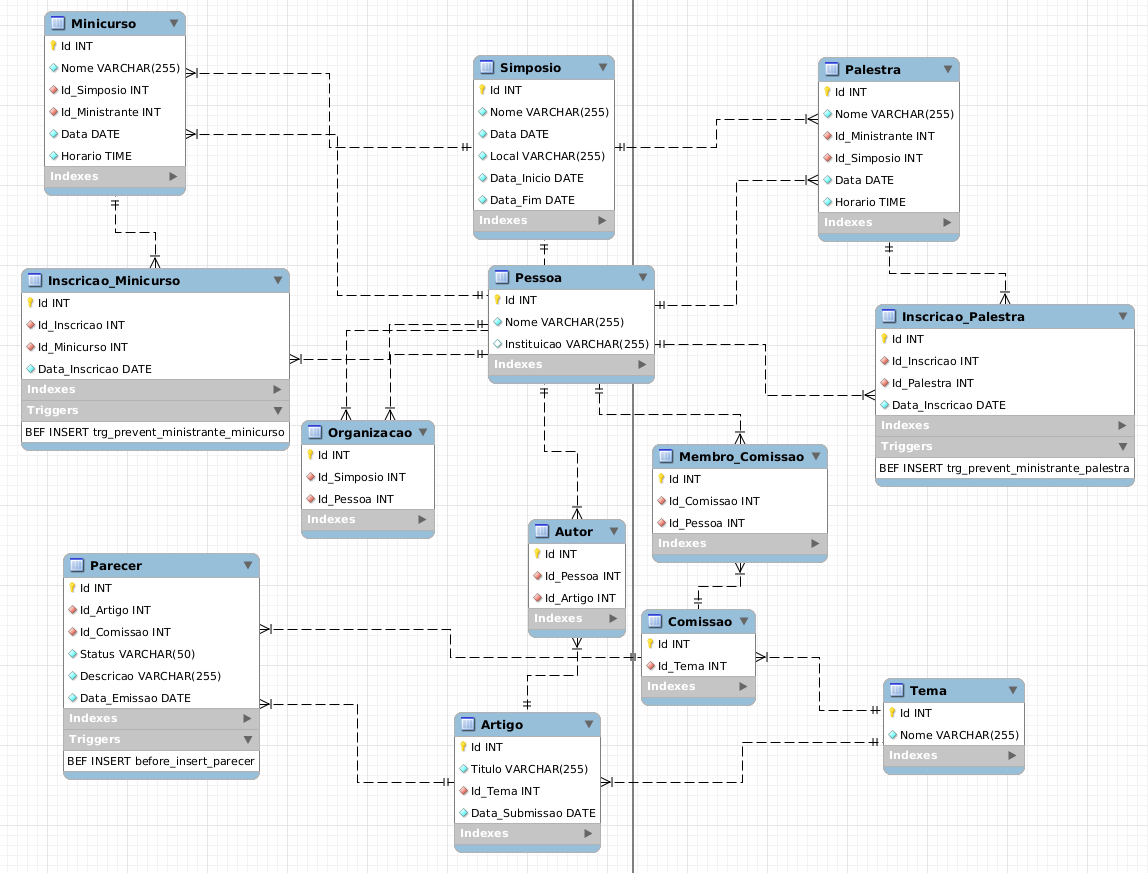 Minicurso
Id INT
Nome VARCHAR(255)
Id_Simposio INT
Id_Ministrante INT
Data DATE
Horario TIME
Indexes
Simposio
Id INT
Nome VARCHAR(255)
Data DATE
Local VARCHAR(255)
Data_Inicio DATE
Data_Fim DATE
Indexes
Palestra
Id INT
Nome VARCHAR(255)
Id_Ministrante INT
Id_Simposio INT
Data DATE
Horario TIME
Indexes
Inscricao_Minicurso
Id INT
Id_Inscricao INT
Id_Minicurso INT
Data_Inscricao DATE
Indexes
Triggers
BEF INSERT trg_prevent_ministrante_minicurso
Pessoa
Id INT
Nome VARCHAR(255)
Instituicao VARCHAR(255)
Indexes
Inscricao_Palestra
Id INT
Id_Inscricao INT
Id_Palestra INT
Data_Inscricao DATE
Indexes
Triggers
BEF INSERT trg_prevent_ministrante_palestra
Organizacao
Id INT
Id_Simposio INT
Id_Pessoa INT
Indexes
Membro_Comissao
Id INT
Id_Comissao INT
Id_Pessoa INT
Indexes
Autor
Id INT
Id_Pessoa INT
Id_Artigo INT
Indexes
Parecer
Id INT
Id_Artigo INT
Id_Comissao INT
Status VARCHAR(50)
Descricao VARCHAR(255)
Data_Emissao DATE
Indexes
Triggers
BEF INSERT before_insert_parecer
Comissao
Id INT
Id_Tema INT
Indexes
Tema
Id INT
Nome VARCHAR(255)
Indexes
Artigo
Id INT
Titulo VARCHAR(255)
Id_Tema INT
Data_Submissao DATE
Indexes